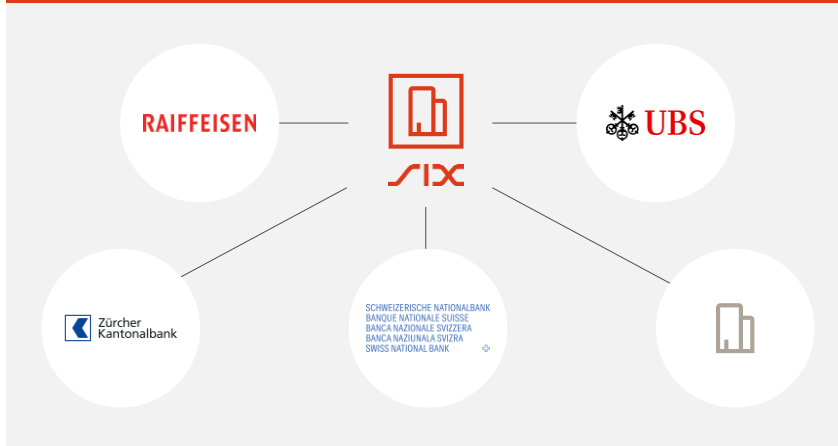 RAIFFEISEN
SIX
UBS
Zürcher
Kantonalbank
SCHWEIZERISCHE NATIONALBANK
BANQUE NATIONALE SUISSE
BANCA NAZIONALE SVIZZERA
BANCA NAZIUNALA SVIZRA
SWISS NATIONAL BANK